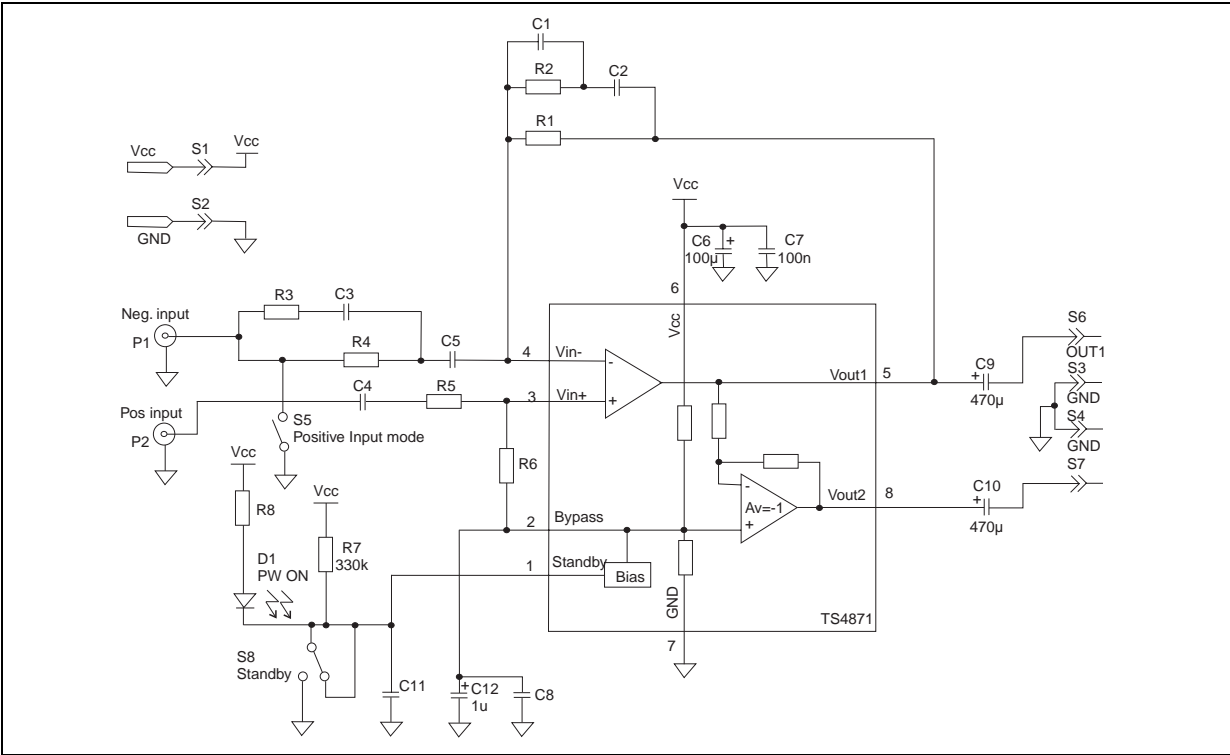 C1
R2
C2
R1
Vcc
S1
Vcc
S2
GND
Vcc
C6
+
100µ
C7
100n
6
Vcc
R3
C3
Neg. input
P1
R4
C5
4
Vin-
-
S6
OUT1
C4
R5
3
Vin+
+
Vout1
5
C9
+
470µ
S3
GND
S4
GND
Pos input
P2
S5
Positive Input mode
R6
S7
Vcc
R8
Vcc
R7
330k
D1
PW ON
2
Bypass
-
Av=-1
+
Vout2
8
C10
+
470µ
1
Standby
Bias
GND
TS4871
7
S8
Standby
C11
+
C12
1u
C8